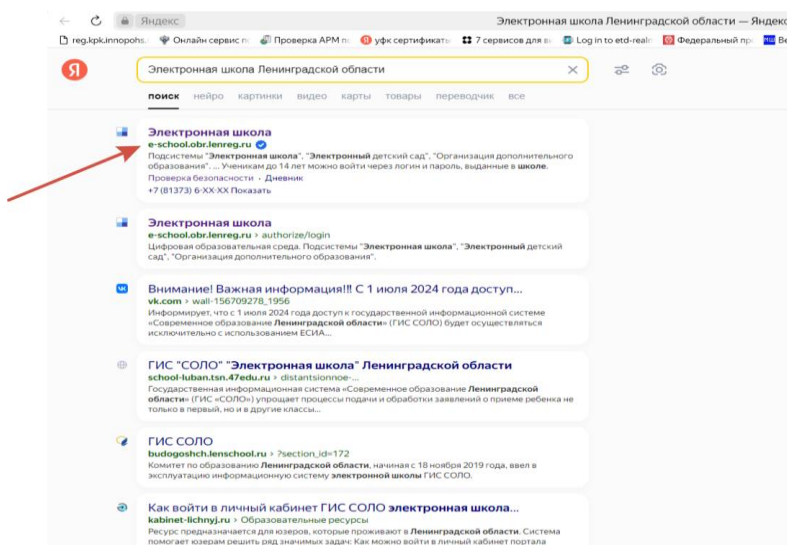 Яндекс
Электронная школа Ленинградской области — Яндекс
reg.kpk.innopohs.
Онлайн сервис по
Проверка АРМ по
уфк сертификаты
7 сервисов для
Log in to etd-real
Федеральный пр
Я
Электронная школа Ленинградской области
поиск нейро картинки видео карты товары переводчик все
Электронная школа
e-school.obr.lenreg.ru
Подсистемы "Электронная школа", "Электронный детский сад", "Организация дополнительного
образования". ... Ученикам до 14 лет можно войти через логин и пароль, выданные в школе.
Проверка безопасности · Дневник
+7 (81373) 6-XX-XX Показать
Электронная школа
e-school.obr.lenreg.ru › authorize/login
Цифровая образовательная среда. Подсистемы "Электронная школа", "Электронный детский
сад", "Организация дополнительного образования".
Внимание! Важная информация!!! С 1 июля 2024 года доступ...
vk.com › wall-156709278_1956
Информирует, что с 1 июля 2024 года доступ к государственной информационной системе
«Современное образование Ленинградской области» (ГИС СОЛО) будет осуществляться
исключительно с использованием ЕСИА...
ГИС "СОЛО" "Электронная школа" Ленинградской области
school-luban.tsn.47edu.ru › distantsionnoe-...
Государственная информационная система «Современное образование Ленинградской
области» (ГИС «СОЛО») упрощает процессы подачи и обработки заявлений о приеме ребенка не
только в первый, но и в другие классы...
ГИС СОЛО
budogoshch.lenschool.ru › ?section_id=172
Комитет по образованию Ленинградской области, начиная с 18 ноября 2019 года, ввел в
эксплуатацию информационную систему электронной школы ГИС СОЛО.
Как войти в личный кабинет ГИС СОЛО электронная школа...
kabinet-lichnyj.ru › Образовательные ресурсы
Ресурс предназначается для юзеров, которые проживают в Ленинградской области. Система
помогает юзерам решить ряд значимых задач: Как можно войти в личный кабинет портала